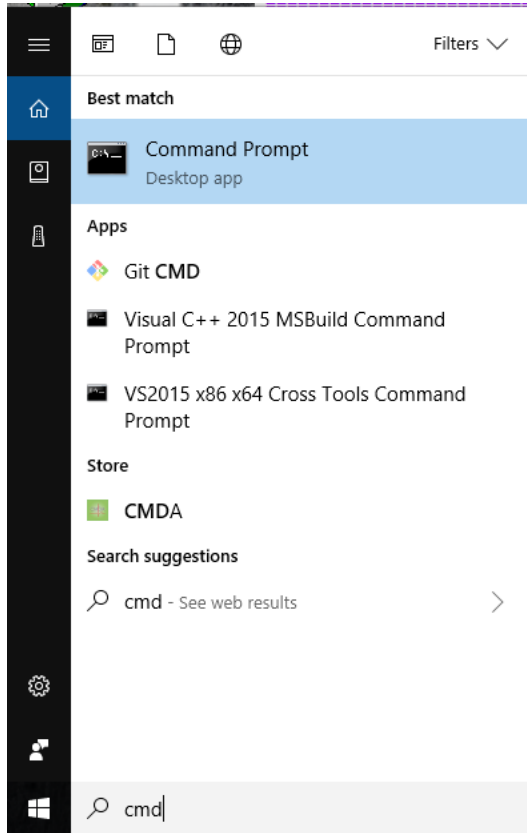 Filters
Best match
Command Prompt
Desktop app
Apps
Git CMD
Visual C++ 2015 MSBuild Command
Prompt
VS2015 x86 x64 Cross Tools Command
Prompt
Store
CMDA
Search suggestions
cmd - See web results
cmd